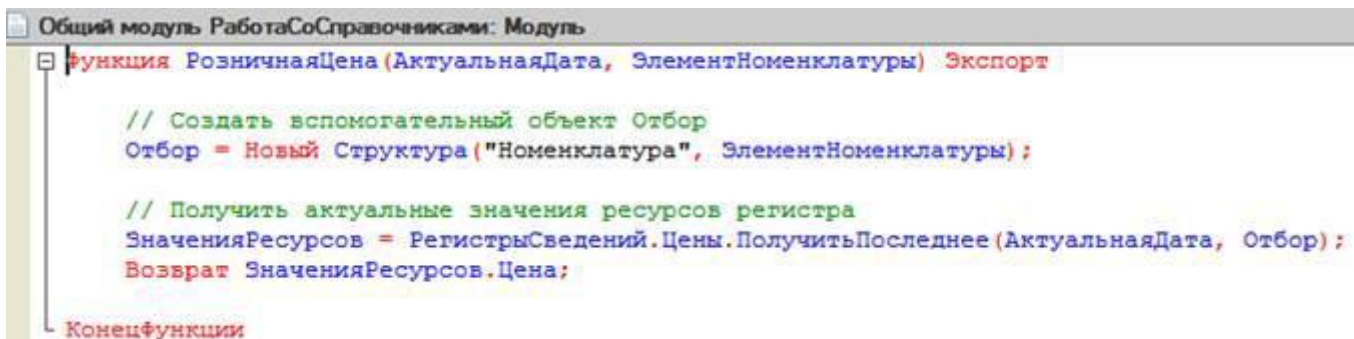 Общий модуль РаботаСоСправочниками: Модуль
Функция РозничнаяЦена(АктуальнаяДата, ЭлементНоменклатуры) Экспорт
// Создать вспомогательный объект Отбор
Отбор = Новый Структура("Номенклатура", ЭлементНоменклатуры);
// Получить актуальные значения ресурсов регистра
ЗначенияРесурсов = РегистрыСведений.Цены.ПолучитьПоследнее(АктуальнаяДата, Отбор);
Возврат ЗначенияРесурсов.Цена;
КонецФункции